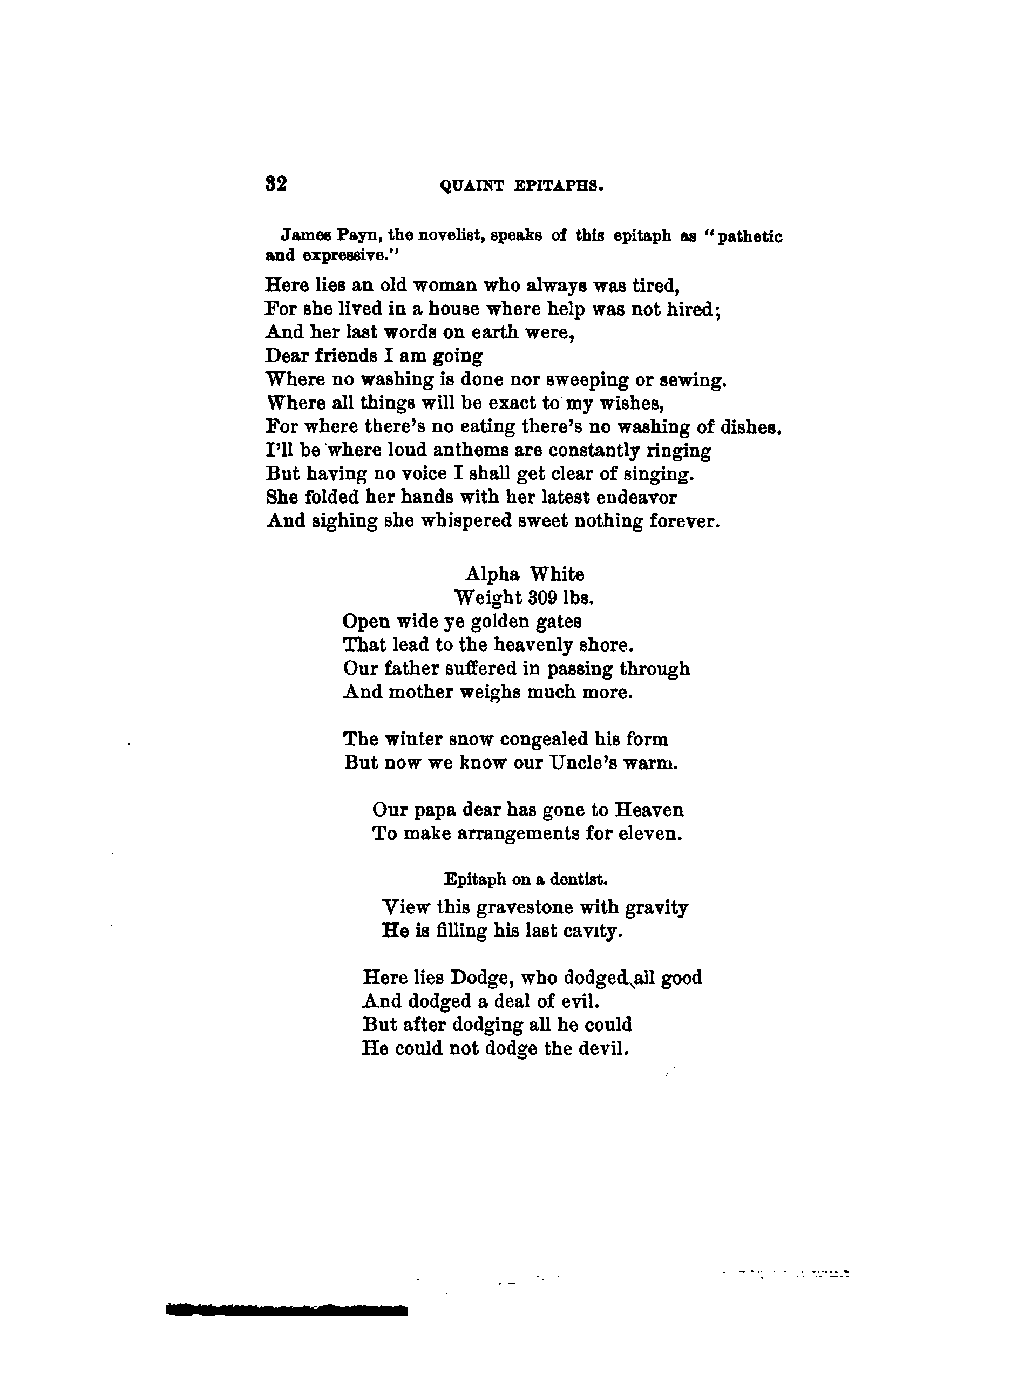 32 QUAINT EPITAPHS.
James Payn, the novelist, speaks of this epitaph as "pathetic
and expressive."
Here lies an old woman who always was tired,
For she lived in a house where help was not hired;
And her last words on earth were,
Dear friends I am going
Where no washing is done nor sweeping or sewing.
Where all things will be exact to my wishes,
For where there's no eating there's no washing of dishes.
I'll be where loud anthems are constantly ringing
But having no voice I shall get clear of singing.
She folded her hands with her latest endeavor
And sighing she whispered sweet nothing forever.
Alpha White
Weight 309 lbs.
Open wide ye golden gates
That lead to the heavenly shore.
Our father suffered in passing through
And mother weighs much more.
The winter snow congealed his form
But now we know our Uncle's warm.
Our papa dear has gone to Heaven
To make arrangements for eleven.
Epitaph on a dentist.
View this gravestone with gravity
He is filling his last cavity.
Here lies Dodge, who dodged all good
And dodged a deal of evil.
But after dodging all he could
He could not dodge the devil.